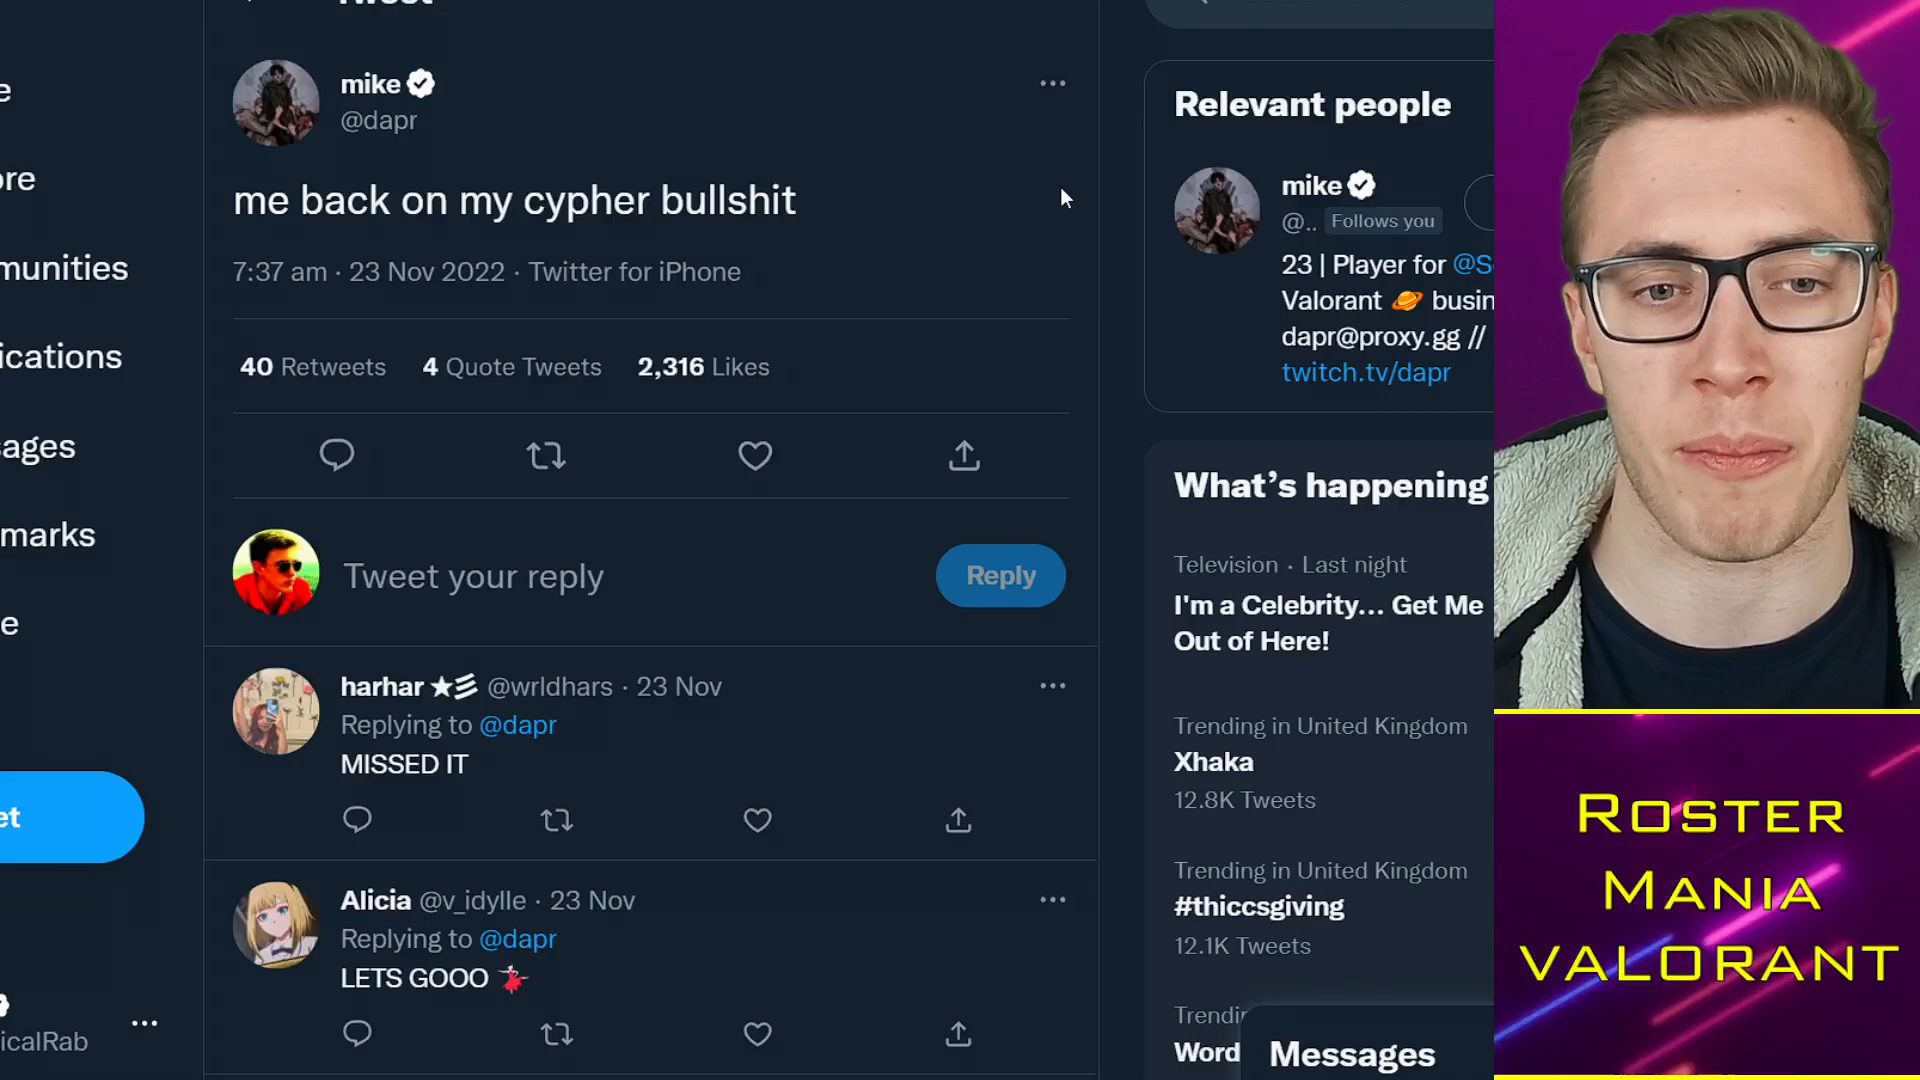 mike
@dapr
me back on my cypher bullshit
7:37 am · 23 Nov 2022 · Twitter for iPhone
40 Retweets 4 Quote Tweets 2,316 Likes
Tweet your reply
Reply
harhar @wrldhars · 23 Nov
Replying to @dapr
MISSED IT
Alicia @v_idylle · 23 Nov
Replying to @dapr
LETS GOOO
e
ore
munities
ications
sages
marks
e
et
icalRab
Relevant people
mike
@.. Follows you
23 | Player for @S
Valorant 🪐 busin
dapr@proxy.gg //
twitch.tv/dapr
What's happening
Television · Last night
I'm a Celebrity... Get Me
Out of Here!
Trending in United Kingdom
Xhaka
12.8K Tweets
Trending in United Kingdom
#thiccsgiving
12.1K Tweets
Trendin
Word
Messages
ROSTER
MANIA
VALORANT